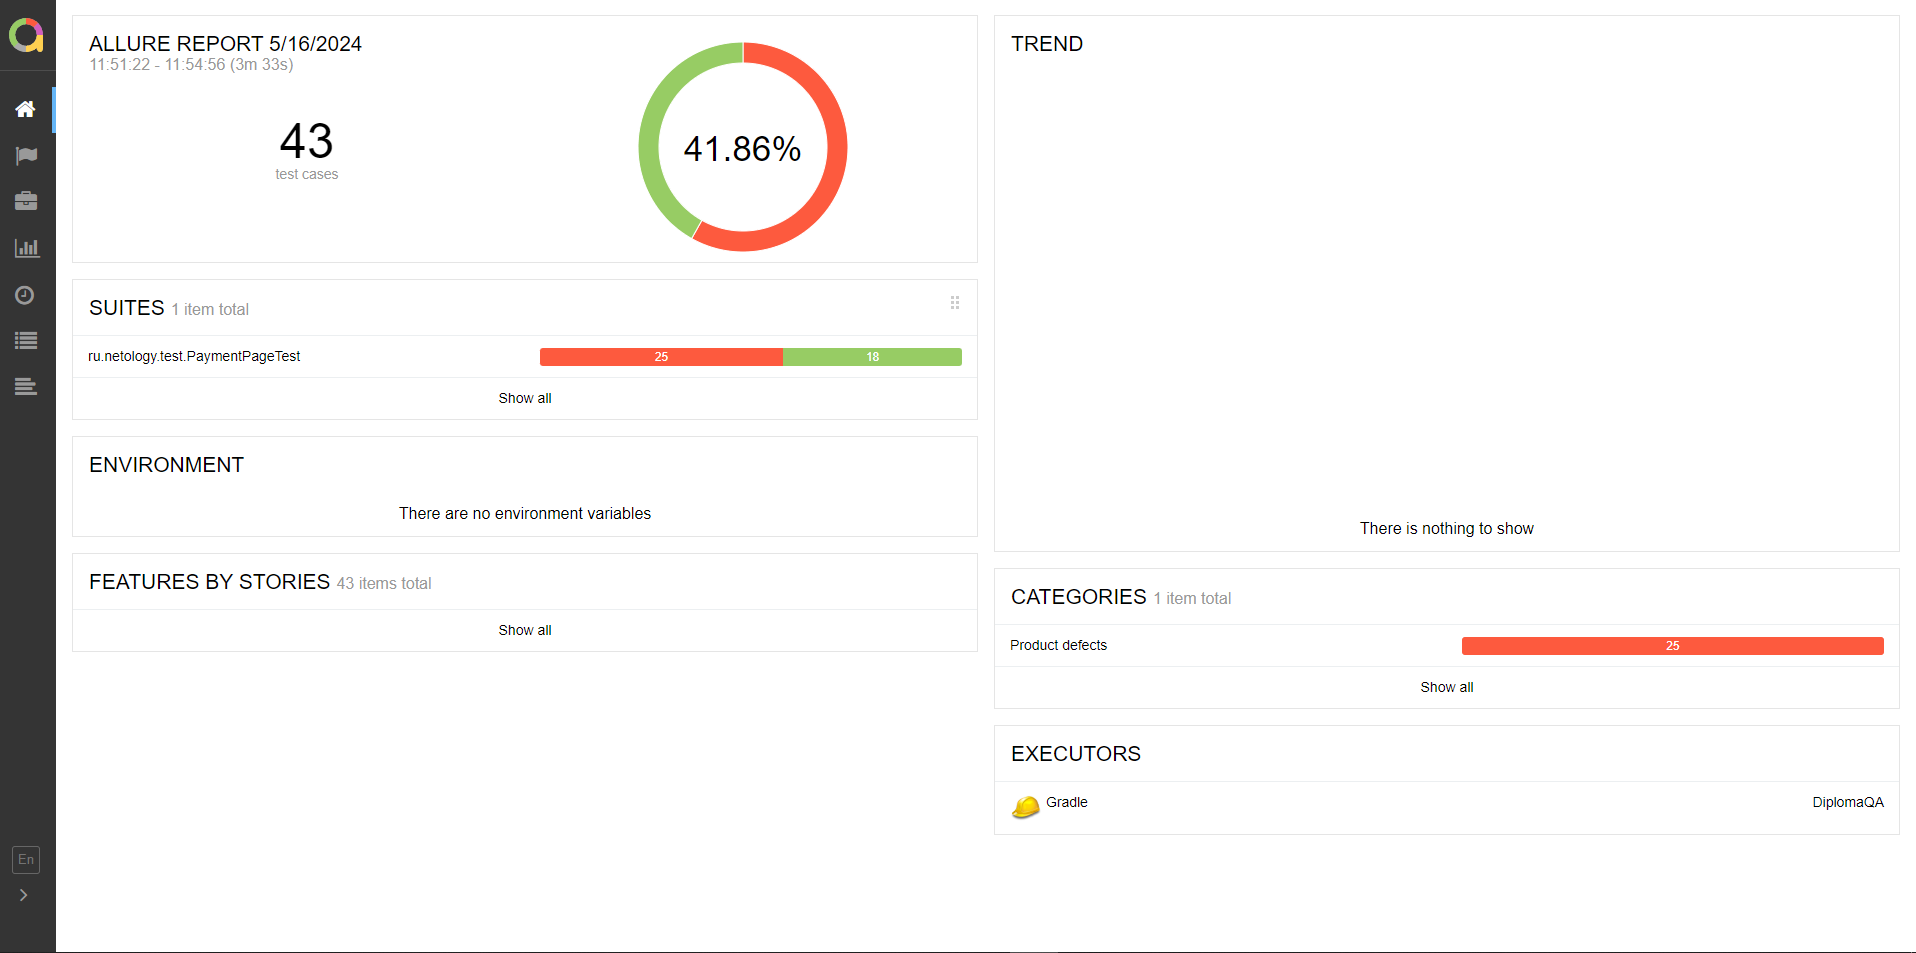 ALLURE REPORT 5/16/2024
11:51:22 - 11:54:56 (3m 33s)
43
test cases
41.86%
SUITES 1 item total
ru.netology.test.PaymentPageTest 25 18
Show all
ENVIRONMENT
There are no environment variables
FEATURES BY STORIES 43 items total
Show all
TREND
There is nothing to show
CATEGORIES 1 item total
Product defects 25
Show all
EXECUTORS
Gradle DiplomaQA
En